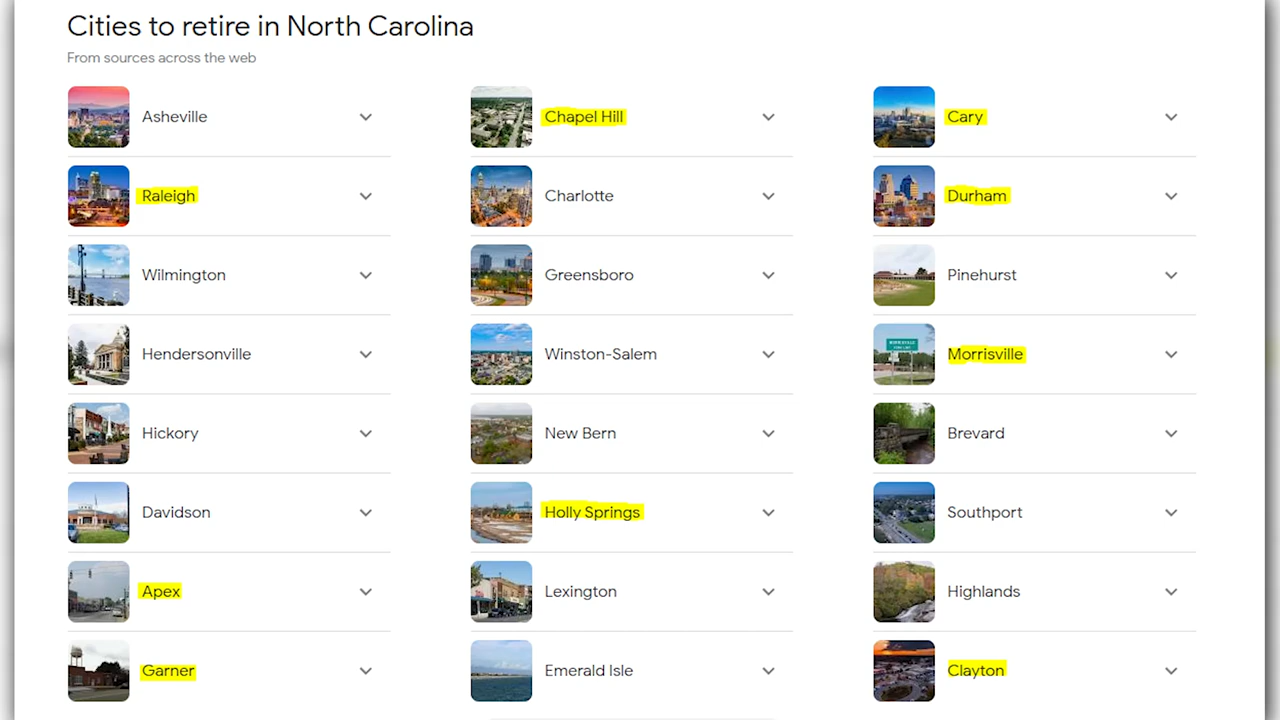 Cities to retire in North Carolina
From sources across the web
Asheville
Chapel Hill
Cary
Raleigh
Charlotte
Durham
Wilmington
Greensboro
Pinehurst
Hendersonville
Winston-Salem
Morrisville
Hickory
New Bern
Brevard
Davidson
Holly Springs
Southport
Apex
Lexington
Highlands
Garner
Emerald Isle
Clayton